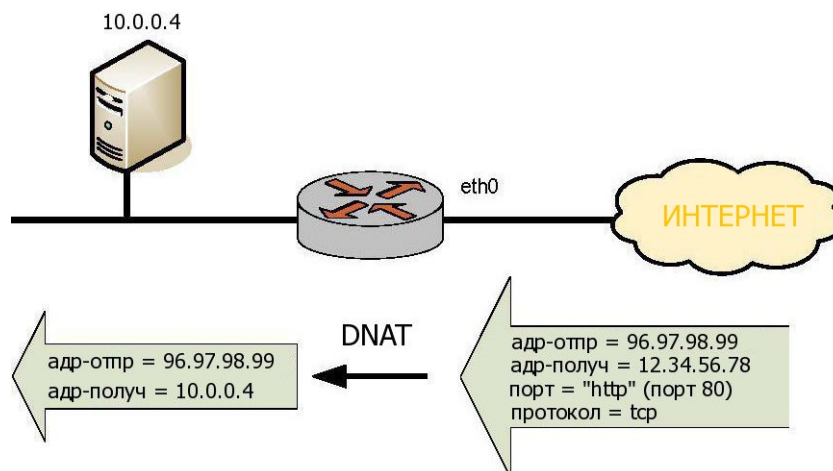 10.0.0.4
eth0
ИНТЕРНЕТ
адр-отпр = 96.97.98.99
адр-получ = 10.0.0.4
DNAT
адр-отпр = 96.97.98.99
адр-получ = 12.34.56.78
порт = "http" (порт 80)
протокол = tcp